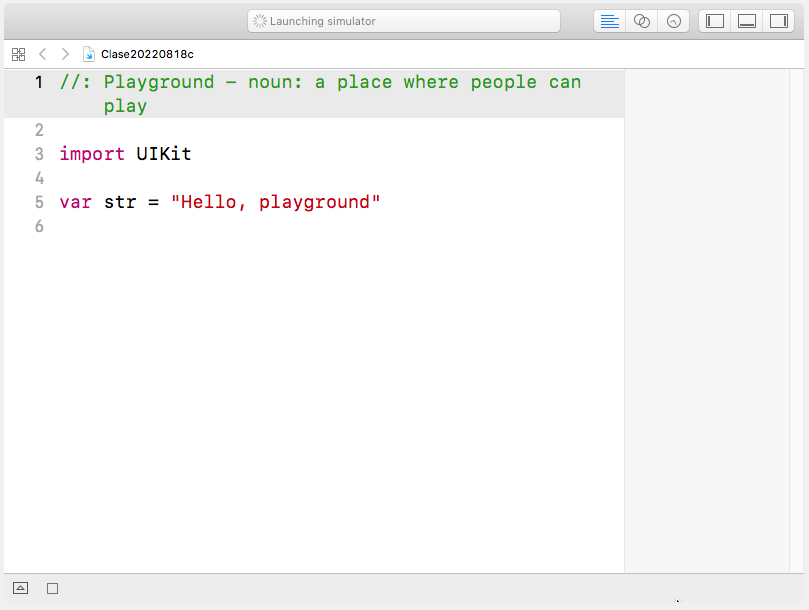 Launching simulator
Clase20220818c
1 //: Playground - noun: a place where people can
play
2
3 import UIKit
4
5 var str = "Hello, playground"
6